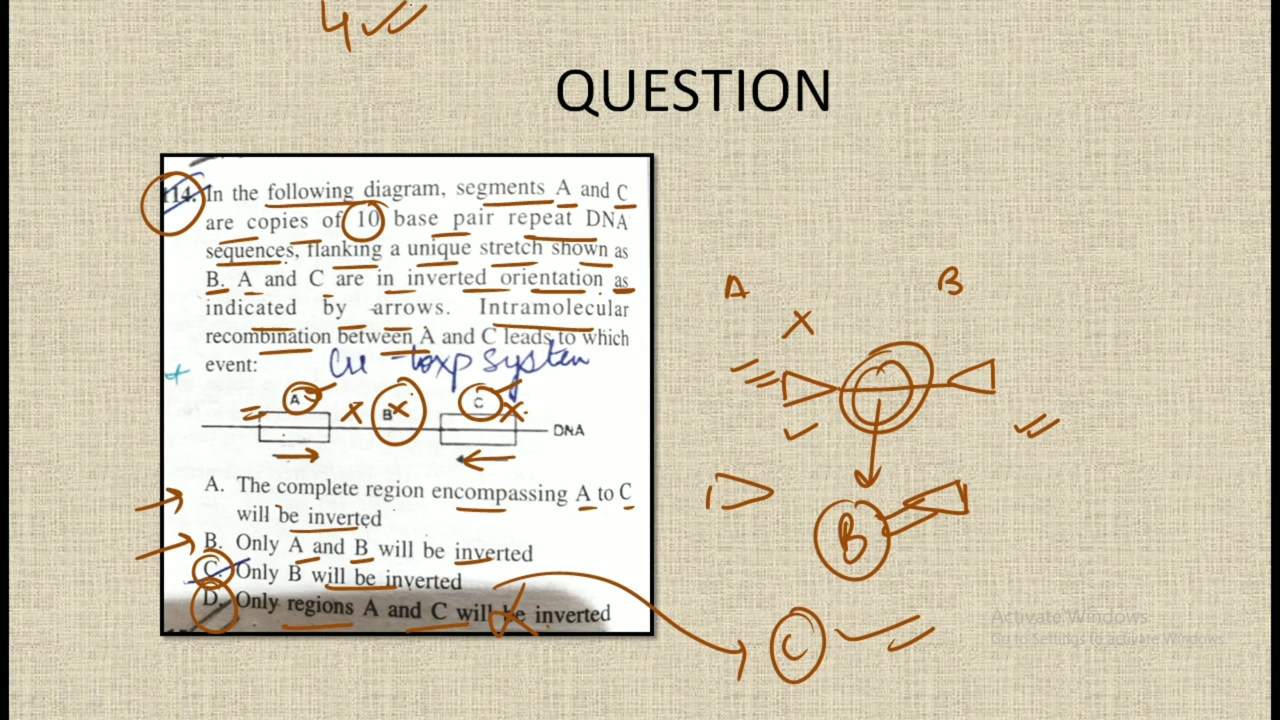 4
QUESTION
114. In the following diagram, segments A and C
are copies of 10 base pair repeat DNA
sequences, flanking a unique stretch shown as
B. A and C are in inverted orientation as
indicated by arrows. Intramolecular
recombination between A and C leads to which
event:
system
A B C
DNA
A. The complete region encompassing A to C
will be inverted
B. Only A and B will be inverted
C. Only B will be inverted
D. Only regions A and C will be inverted
A B
B
C
Activate Windows
Go to Settings to activate Windows.